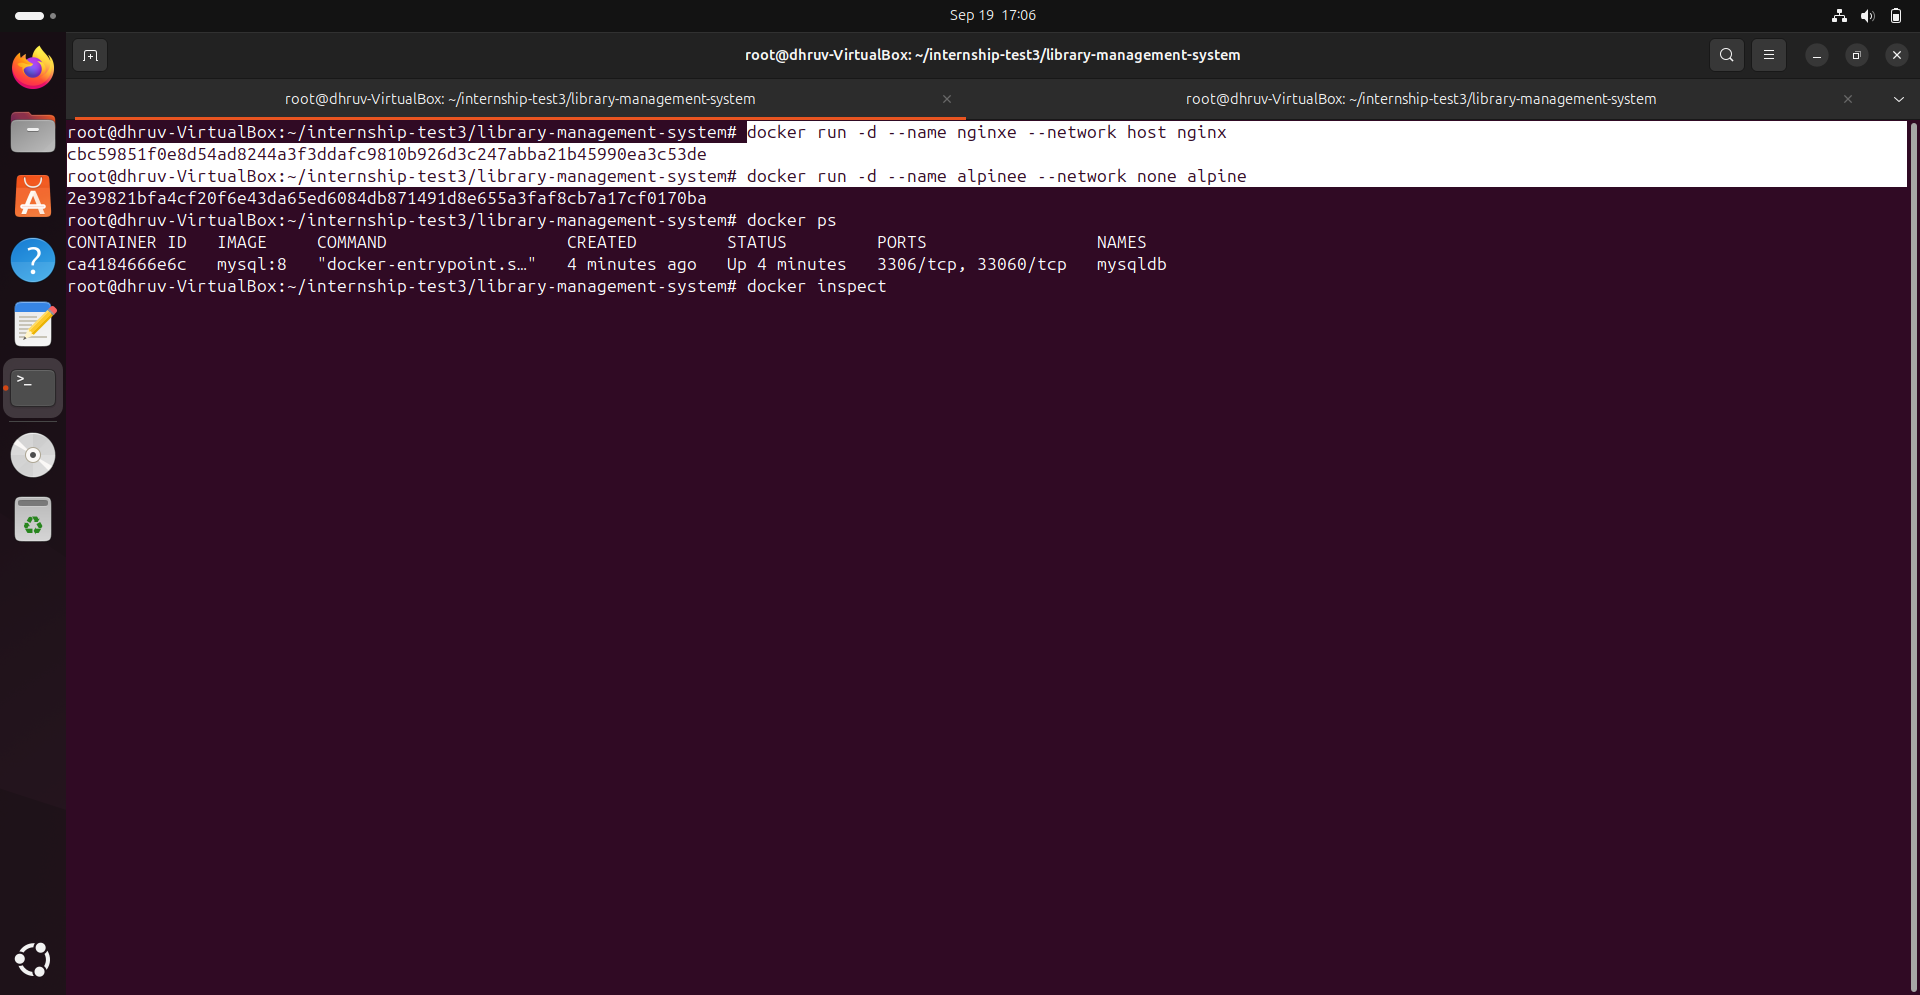 Sep 19 17:06
root@dhruv-VirtualBox: ~/internship-test3/library-management-system
root@dhruv-VirtualBox: ~/internship-test3/library-management-system
root@dhruv-VirtualBox: ~/internship-test3/library-management-system
root@dhruv-VirtualBox:~/internship-test3/library-management-system# docker run -d --name nginxe --network host nginx
cbc59851f0e8d54ad8244a3f3ddafc9810b926d3c247abba21b45990ea3c53de
root@dhruv-VirtualBox:~/internship-test3/library-management-system# docker run -d --name alpinee --network none alpine
2e39821bfa4cf20f6e43da65ed6084db871491d8e655a3faf8cb7a17cf0170ba
root@dhruv-VirtualBox:~/internship-test3/library-management-system# docker ps
CONTAINER ID   IMAGE     COMMAND                  CREATED         STATUS         PORTS                 NAMES
ca4184666e6c   mysql:8   "docker-entrypoint.s…"   4 minutes ago   Up 4 minutes   3306/tcp, 33060/tcp   mysqldb
root@dhruv-VirtualBox:~/internship-test3/library-management-system# docker inspect